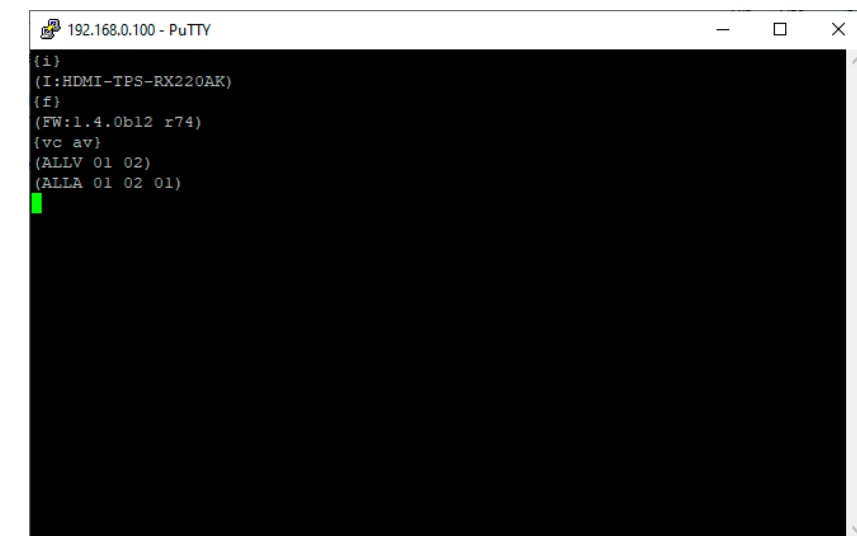 192.168.0.100 - PuTTY
{i}
(I:HDMI-TPS-RX220AK)
{f}
(FW:1.4.0b12 r74)
{vc av}
(ALLV 01 02)
(ALLA 01 02 01)